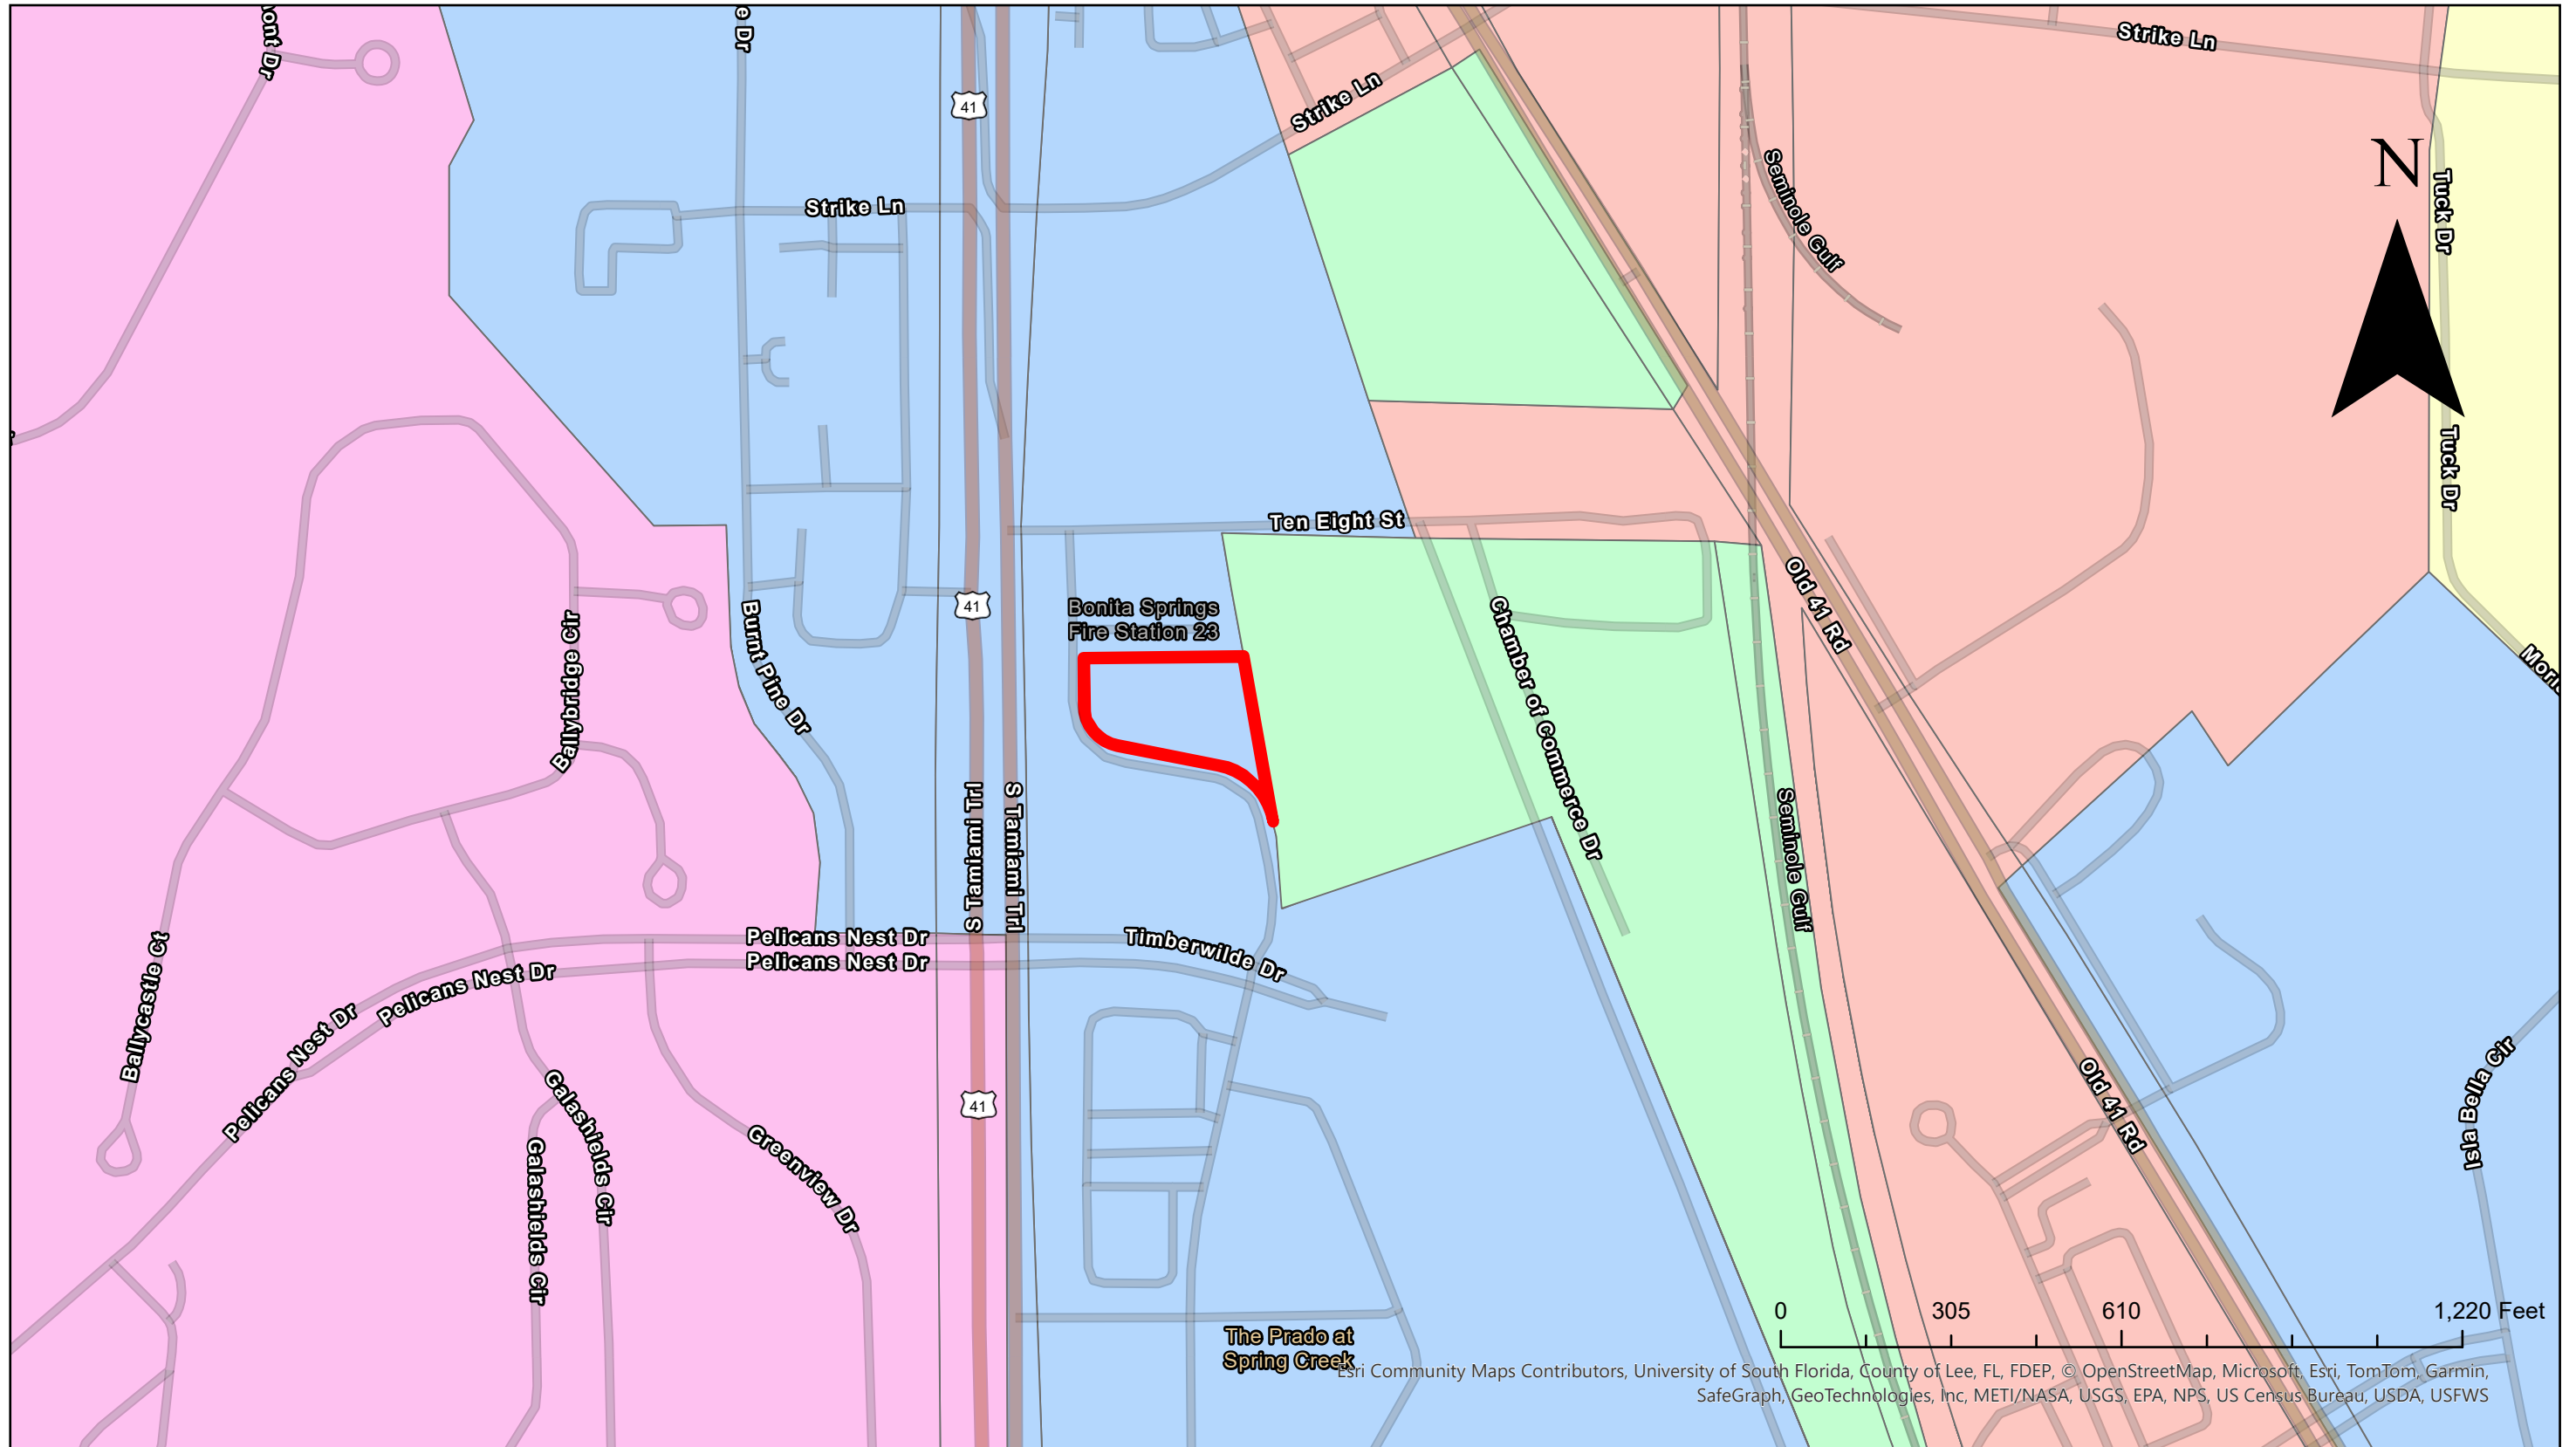 e Dr
Strike Ln
Strike Ln
41
Strike Ln
N
Tuck Dr
Seminole Gulf
Tuck Dr
Ten Eight St
Old 41 Rd
41
Bonita Springs
Fire Station 23
Burnt Pine Dr
Ballybridge Cir
Chamber of Commerce Dr
Seminole Gulf
S Tamiami Trl
S Tamiami Trl
Pelicans Nest Dr
Timberwilde Dr
Pelicans Nest Dr
Pelicans Nest Dr
Ballycastle Ct
Pelicans Nest Dr
41
Galashields Cir
Galashields Cir
Greenview Dr
Old 41 Rd
Isla Bella Cir
0 305 610 1,220 Feet
The Prado at
Spring Creek
Esri Community Maps Contributors, University of South Florida, County of Lee, FL, FDEP, © OpenStreetMap, Microsoft, Esri, TomTom, Garmin,
SafeGraph, GeoTechnologies, Inc, METI/NASA, USGS, EPA, NPS, US Census Bureau, USDA, USFWS